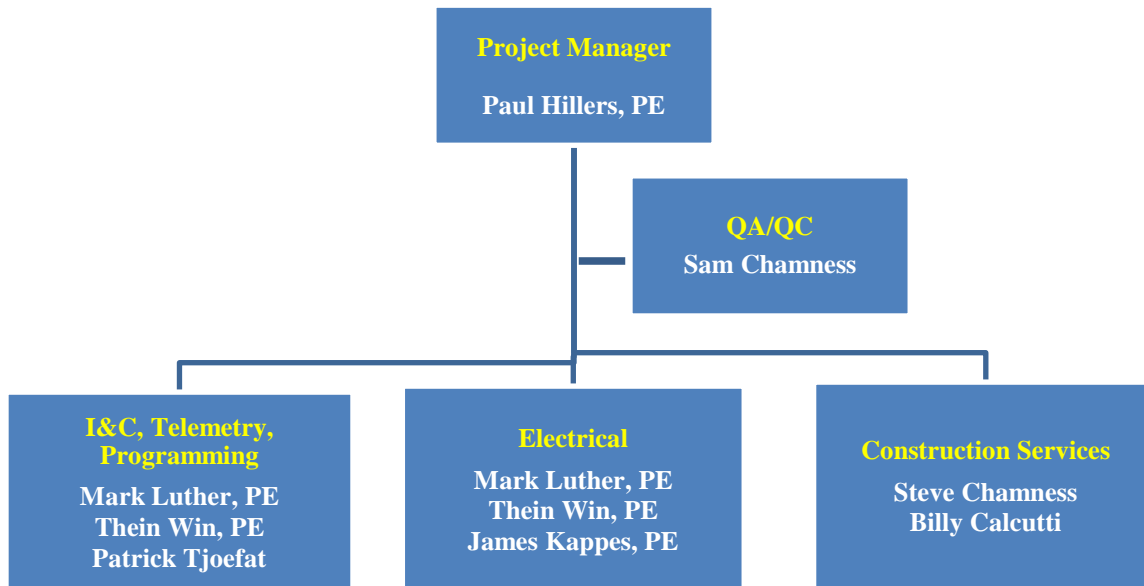 Project Manager
Paul Hillers, PE
QA/QC
Sam Chamness
I&C, Telemetry,
Programming
Mark Luther, PE
Thein Win, PE
Patrick Tjoefat
Electrical
Mark Luther, PE
Thein Win, PE
James Kappes, PE
Construction Services
Steve Chamness
Billy Calcutti